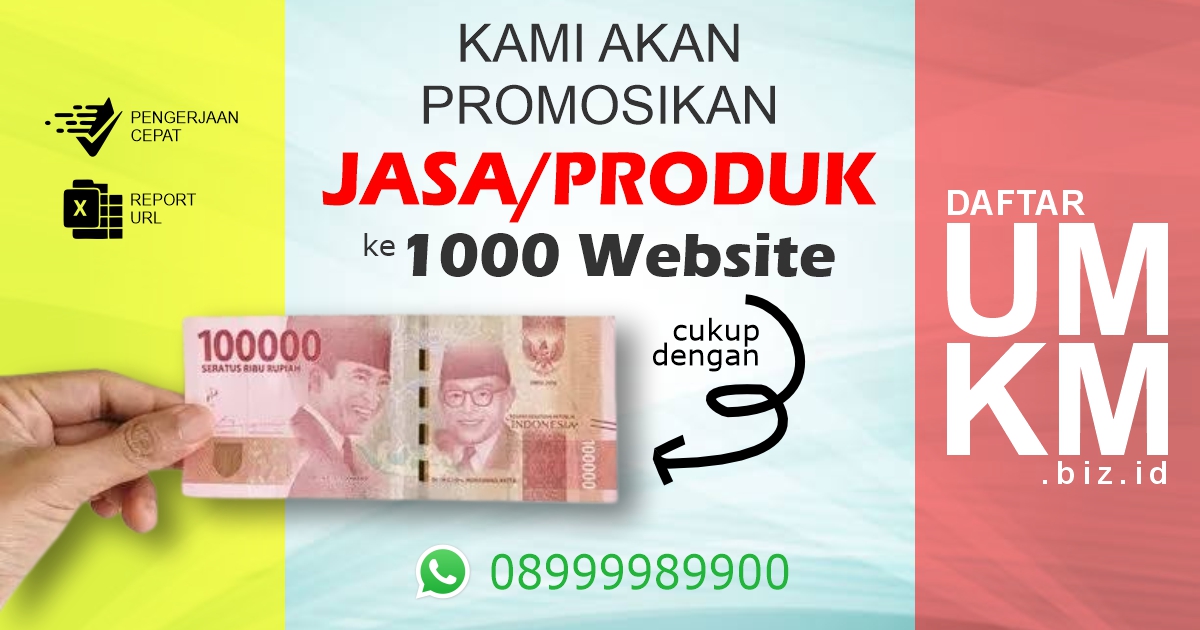 PENGERJAAN
CEPAT
X
REPORT
URL
KAMI AKAN
PROMOSIKAN
JASA/PRODUK
ke 1000 Website
cukup
dengan
100000
SERATUS RIBU RUPIAH
INDONESIA
100000
08999989900
DAFTAR
UM
KM
.biz.id